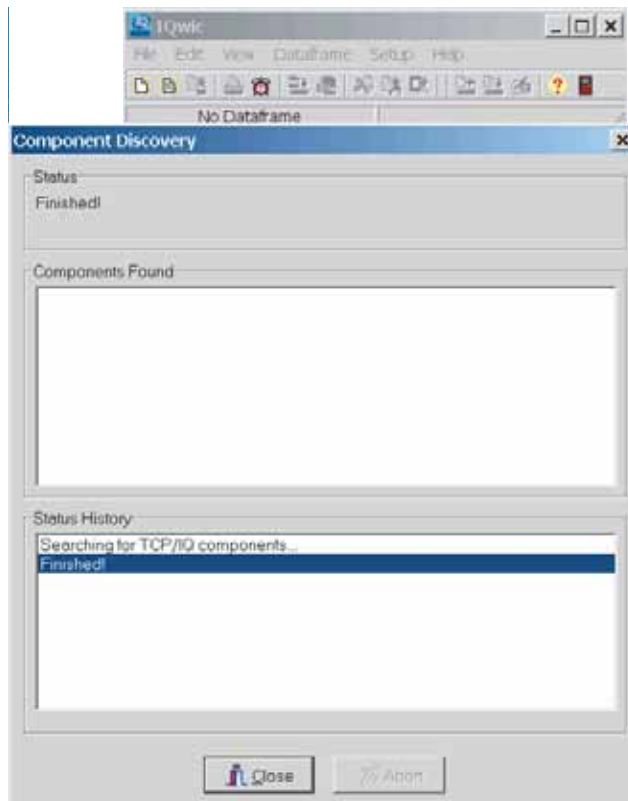 IQwic
File Edit View Dataframe Setup Help
No Dataframe
Component Discovery
Status
Finished!
Components Found
Status History
Searching for TCP/IQ components...
Finished!
Close
Abort